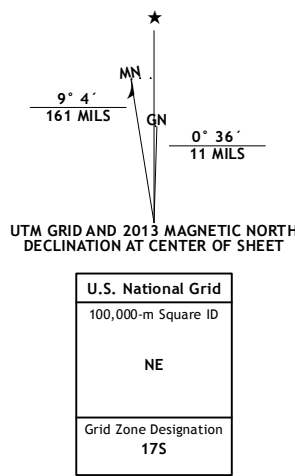 ★
MN
GN
9° 4´
161 MILS
0° 36´
11 MILS
UTM GRID AND 2013 MAGNETIC NORTH
DECLINATION AT CENTER OF SHEET
U.S. National Grid
100,000-m Square ID
NE
Grid Zone Designation
17S